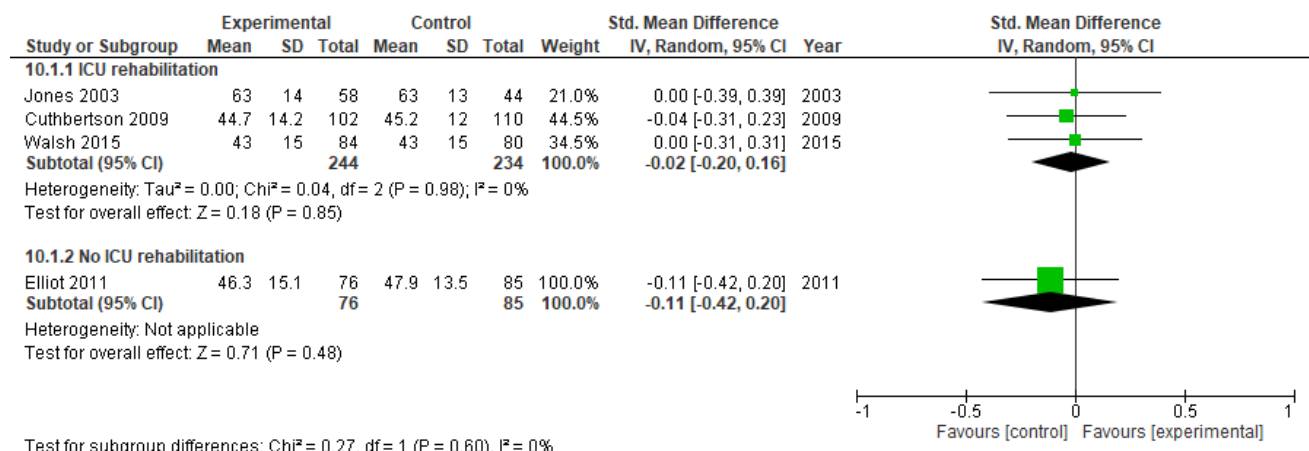 Experimental Control Std. Mean Difference Std. Mean Difference
Study or Subgroup Mean SD Total Mean SD Total Weight IV, Random, 95% CI Year IV, Random, 95% CI
10.1.1 ICU rehabilitation
Jones 2003 63 14 58 63 13 44 21.0% 0.00 [-0.39, 0.39] 2003
Cuthbertson 2009 44.7 14.2 102 45.2 12 110 44.5% -0.04 [-0.31, 0.23] 2009
Walsh 2015 43 15 84 43 15 80 34.5% 0.00 [-0.31, 0.31] 2015
Subtotal (95% CI) 244 234 100.0% -0.02 [-0.20, 0.16]
Heterogeneity: Tau² = 0.00; Chi² = 0.04, df = 2 (P = 0.98); I² = 0%
Test for overall effect: Z = 0.18 (P = 0.85)
10.1.2 No ICU rehabilitation
Elliot 2011 46.3 15.1 76 47.9 13.5 85 100.0% -0.11 [-0.42, 0.20] 2011
Subtotal (95% CI) 76 85 100.0% -0.11 [-0.42, 0.20]
Heterogeneity: Not applicable
Test for overall effect: Z = 0.71 (P = 0.48)
-1 -0.5 0 0.5 1
Favours [control] Favours [experimental]
Test for subgroup differences: Chi² = 0.27, df = 1 (P = 0.60), I² = 0%